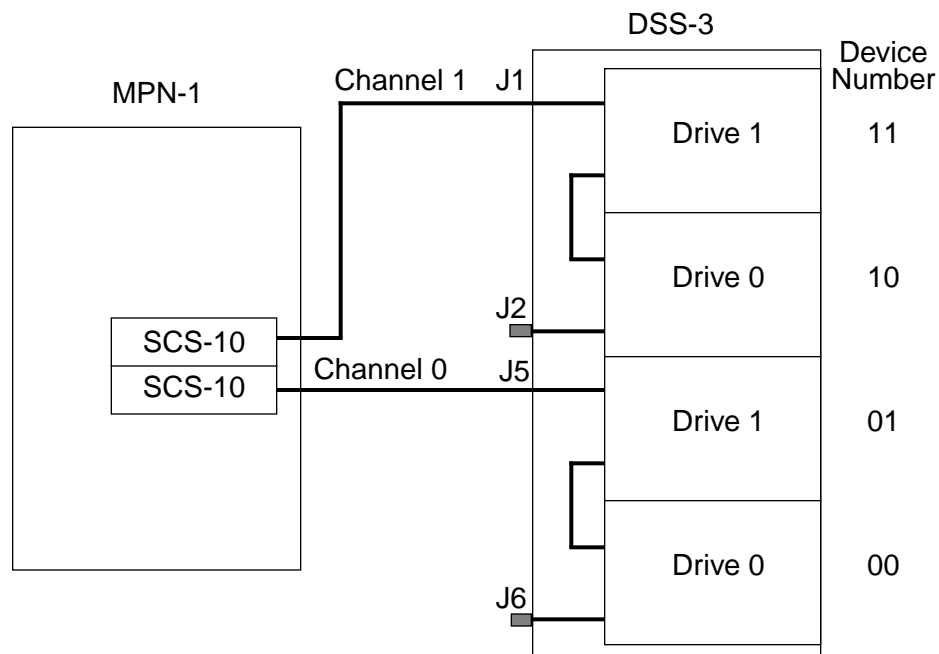 DSS-3
Device
Number
MPN-1
Channel 1
J1
Drive 1
11
Drive 0
10
J2
SCS-10
SCS-10
Channel 0
J5
Drive 1
01
Drive 0
00
J6